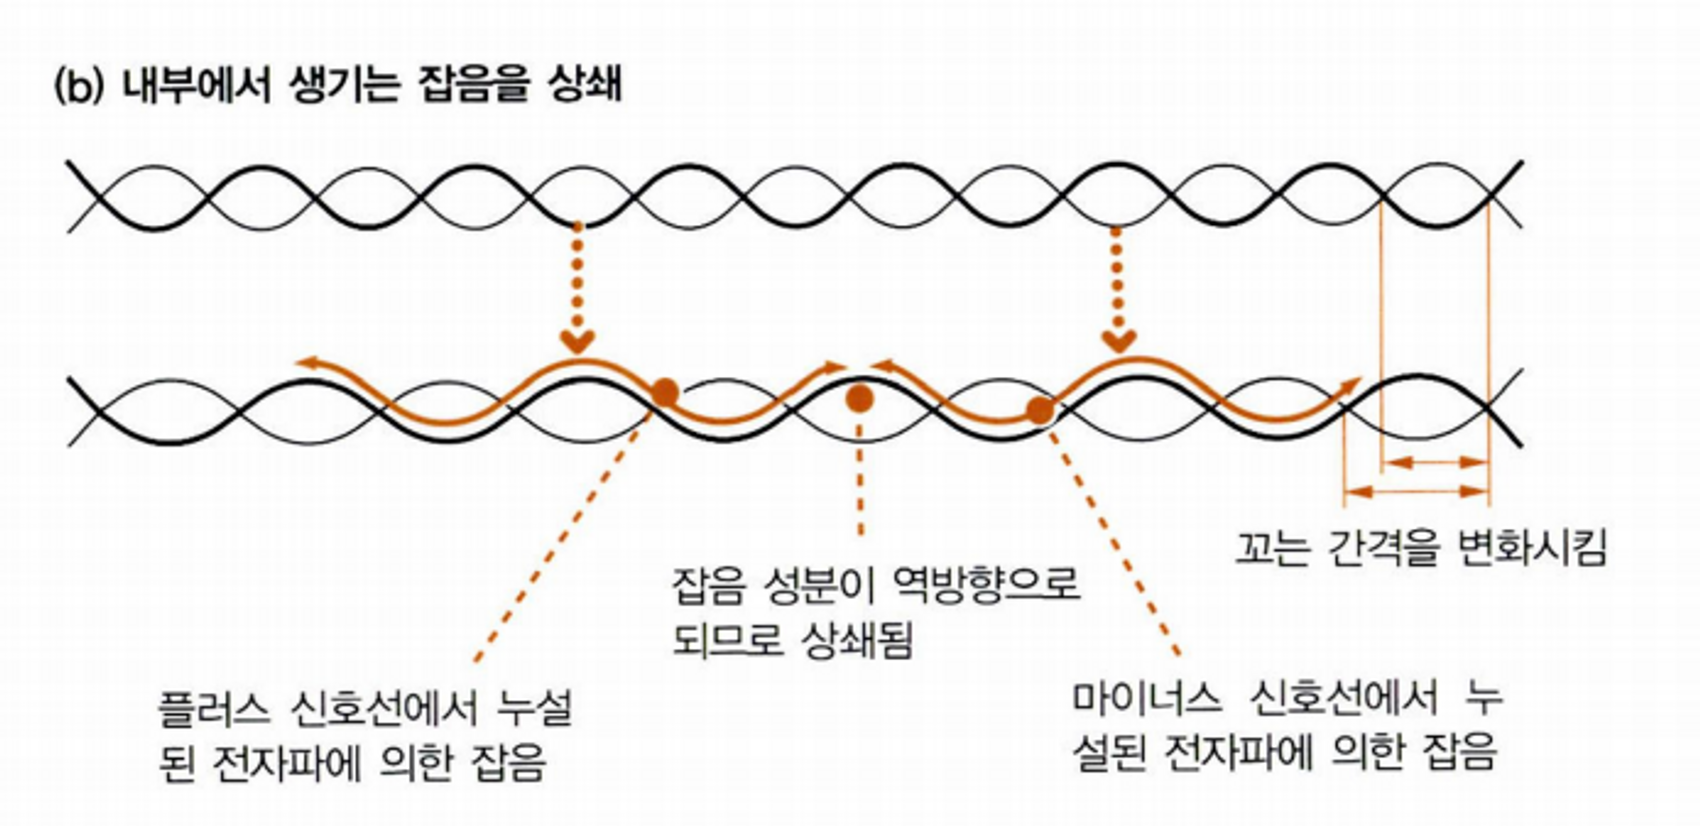 (b) 내부에서 생기는 잡음을 상쇄
꼬는 간격을 변화시킴
잡음 성분이 역방향으로
되므로 상쇄됨
플러스 신호선에서 누설
된 전자파에 의한 잡음
마이너스 신호선에서 누
설된 전자파에 의한 잡음